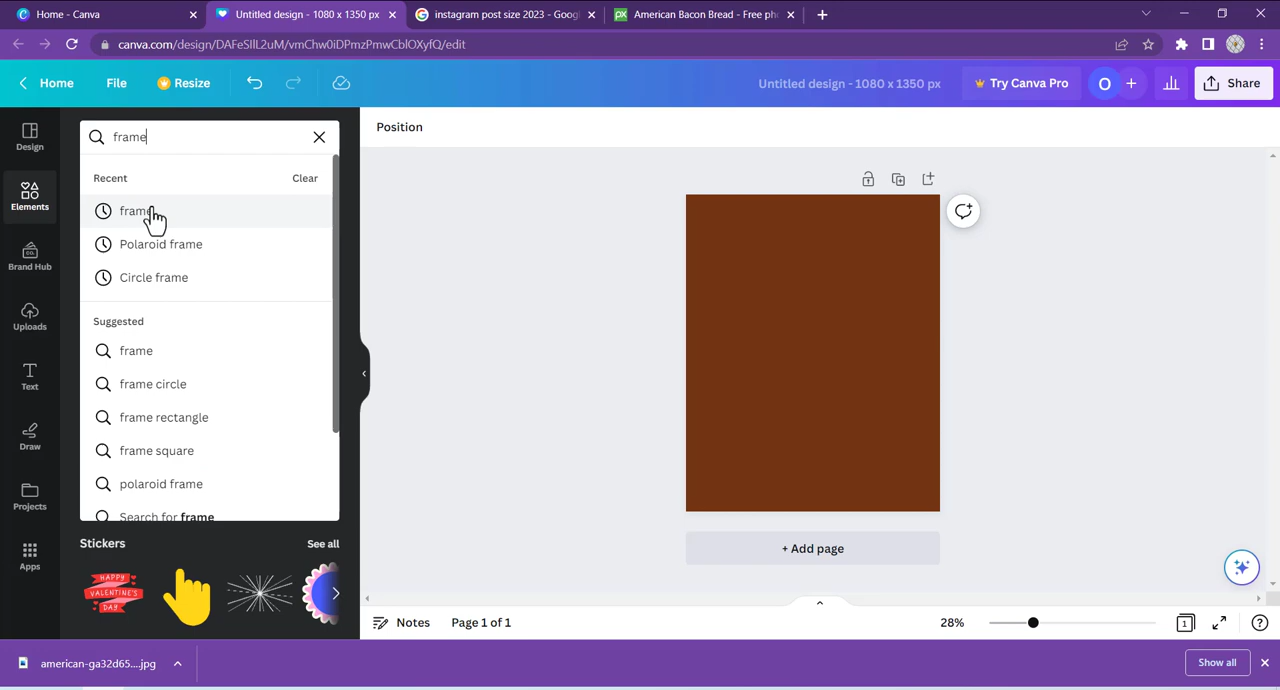 Home - Canva
Untitled design - 1080 x 1350 px
instagram post size 2023 - Goog
American Bacon Bread - Free ph
canva.com/design/DAFeSIlL2uM/vmChw0iDPmzPmwCblOXyfQ/edit
Home
File
Resize
Untitled design - 1080 x 1350 px
Try Canva Pro
O
Share
Design
Elements
Brand Hub
Uploads
Text
Draw
Projects
Apps
frame
Recent
Clear
frame
Polaroid frame
Circle frame
Suggested
frame
frame circle
frame rectangle
frame square
polaroid frame
Search for frame
Stickers
See all
HAPPY
VALENTINE'S
DAY
Position
+ Add page
Notes
Page 1 of 1
28%
1
american-ga32d65....jpg
Show all